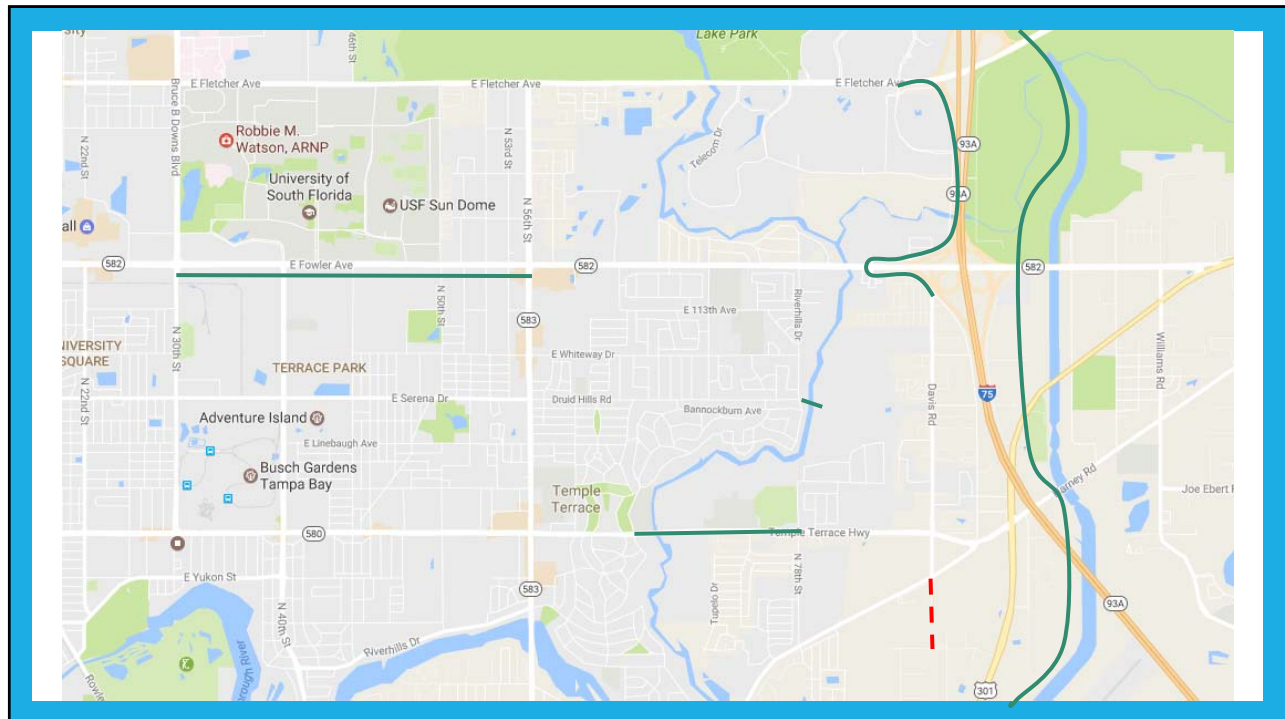 Lake Park
E Fletcher Ave
E Fletcher Ave
E Fletcher Ave
46th St
Bruce B Downs Blvd
N 22nd St
Robbie M.
Watson, ARNP
N 53rd St
Telecom Dr
93A
University of
South Florida
USF Sun Dome
93A
N 56th St
582
E Fowler Ave
582
582
N 50th St
E 113th Ave
Riverhills Dr
583
N 30th St
SQUARE
TERRACE PARK
E Whiteway Dr
Williams Rd
N 22nd St
E Serena Dr
Druid Hills Rd
Bannockburn Ave
Davis Rd
75
Adventure Island
E Linebaugh Ave
Busch Gardens
Tampa Bay
Temple
Terrace
Joe Ebert
580
Temple Terrace Hwy
E Yukon St
583
N 78th St
Tupelo Dr
93A
N 40th St
Riverhills Dr
301